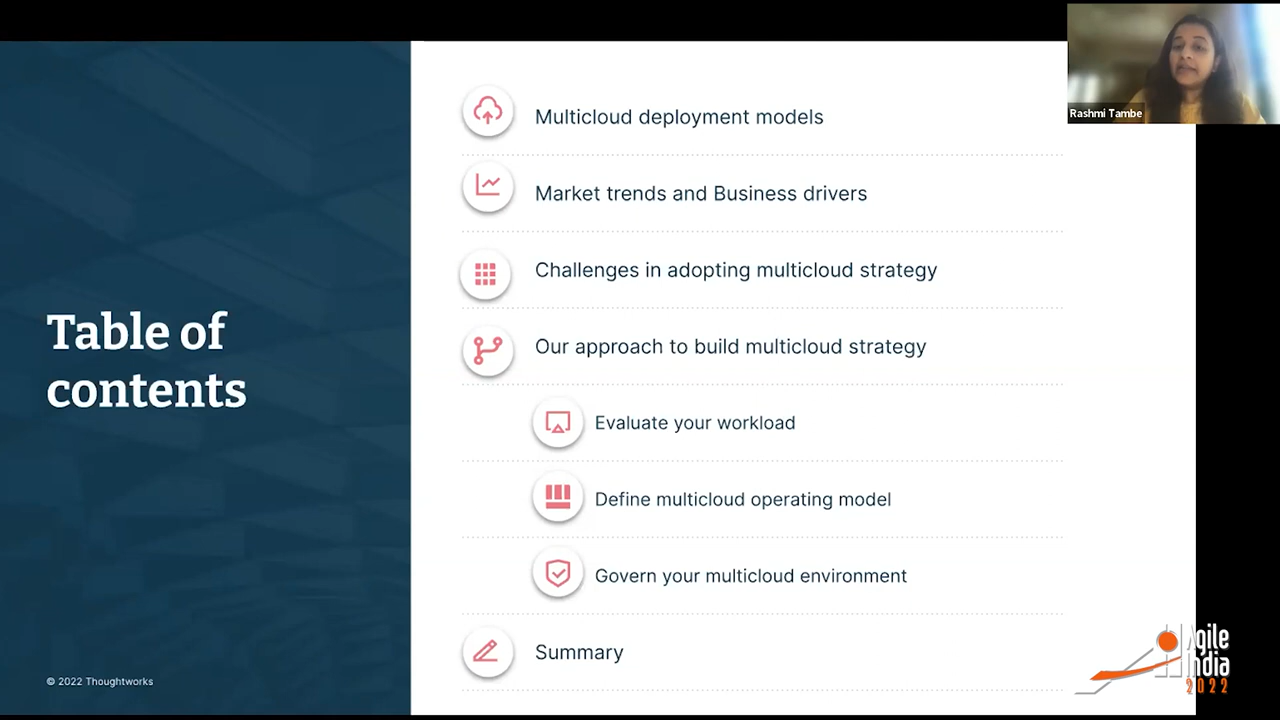 Rashmi Tambe
Table of
contents
Multicloud deployment models
Market trends and Business drivers
Challenges in adopting multicloud strategy
Our approach to build multicloud strategy
Evaluate your workload
Define multicloud operating model
Govern your multicloud environment
Summary
© 2022 Thoughtworks
Agile
India
2022